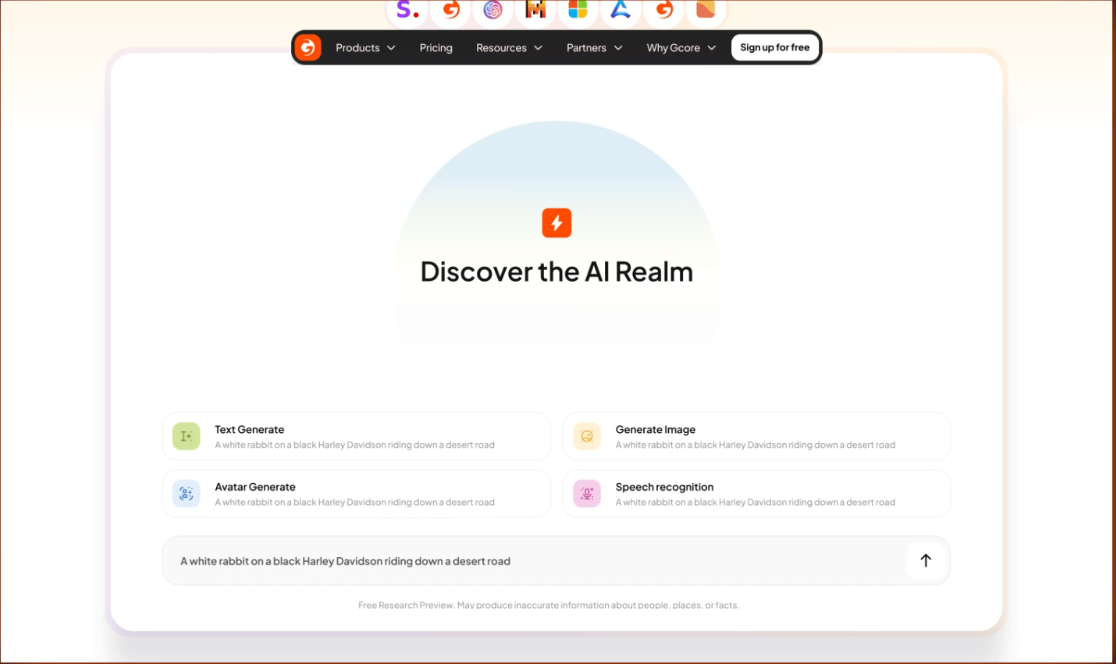 S.
Products Pricing Resources Partners Why Gcore Sign up for free
Discover the AI Realm
Text Generate
A white rabbit on a black Harley Davidson riding down a desert road
Generate Image
A white rabbit on a black Harley Davidson riding down a desert road
Avatar Generate
A white rabbit on a black Harley Davidson riding down a desert road
Speech recognition
A white rabbit on a black Harley Davidson riding down a desert road
A white rabbit on a black Harley Davidson riding down a desert road
Free Research Preview. May produce inaccurate information about people, places, or facts.